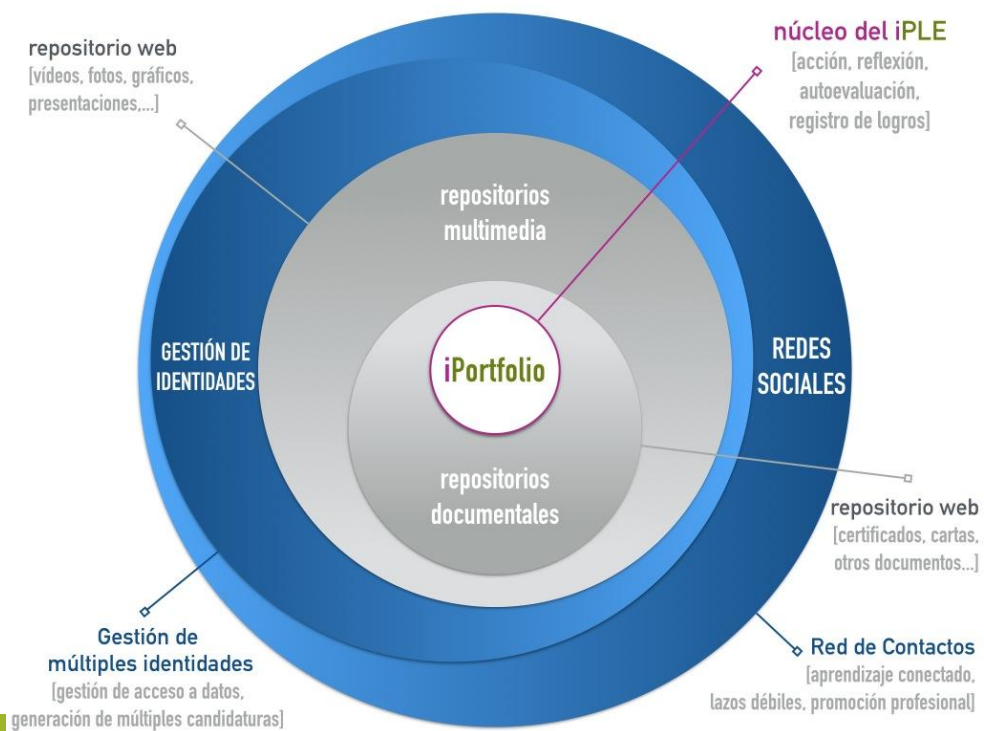 repositorio web
[vídeos, fotos, gráficos,
presentaciones,...]
núcleo del iPLE
[acción, reflexión,
autoevaluación,
registro de logros]
repositorios
multimedia
GESTIÓN DE
IDENTIDADES
iPortfolio
REDES
SOCIALES
repositorios
documentales
repositorio web
[certificados, cartas,
otros documentos...]
Gestión de
múltiples identidades
[gestión de acceso a datos,
generación de múltiples candidaturas]
Red de Contactos
[aprendizaje conectado,
lazos débiles, promoción profesional]